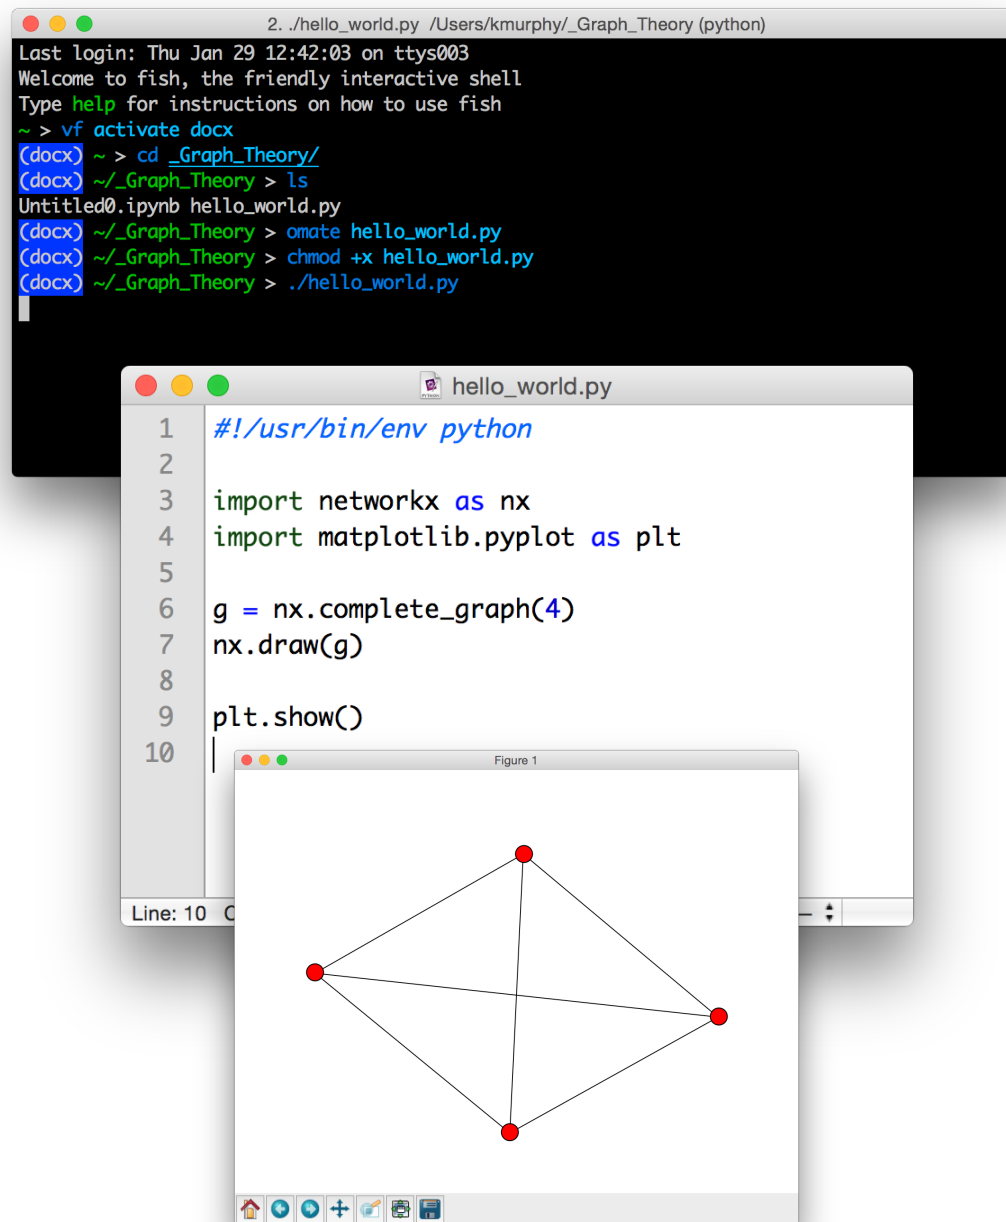 2. ./hello_world.py /Users/kmurphy/_Graph_Theory (python)
Last login: Thu Jan 29 12:42:03 on ttys003
Welcome to fish, the friendly interactive shell
Type help for instructions on how to use fish
~ > vf activate docx
(docx) ~ > cd _Graph_Theory/
(docx) ~/_Graph_Theory > ls
Untitled0.ipynb hello_world.py
(docx) ~/_Graph_Theory > omate hello_world.py
(docx) ~/_Graph_Theory > chmod +x hello_world.py
(docx) ~/_Graph_Theory > ./hello_world.py
hello_world.py
1 #!/usr/bin/env python
2
3 import networkx as nx
4 import matplotlib.pyplot as plt
5
6 g = nx.complete_graph(4)
7 nx.draw(g)
8
9 plt.show()
10
Figure 1
Line: 10